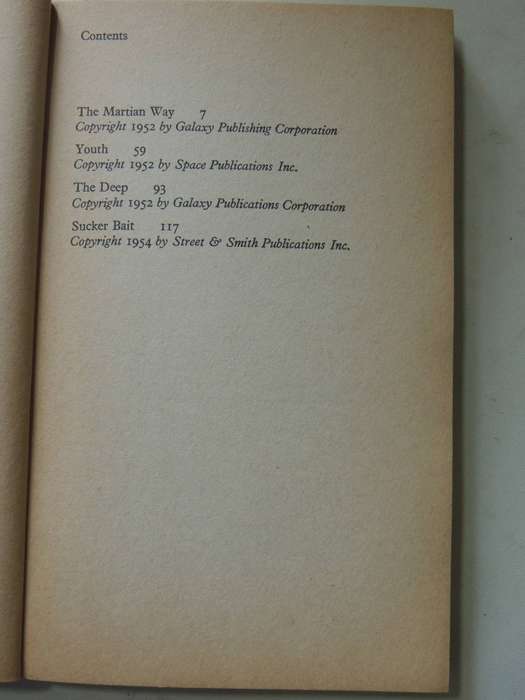 Contents
The Martian Way 7
Copyright 1952 by Galaxy Publishing Corporation
Youth 59
Copyright 1952 by Space Publications Inc.
The Deep 93
Copyright 1952 by Galaxy Publications Corporation
Sucker Bait 117
Copyright 1954 by Street & Smith Publications Inc.